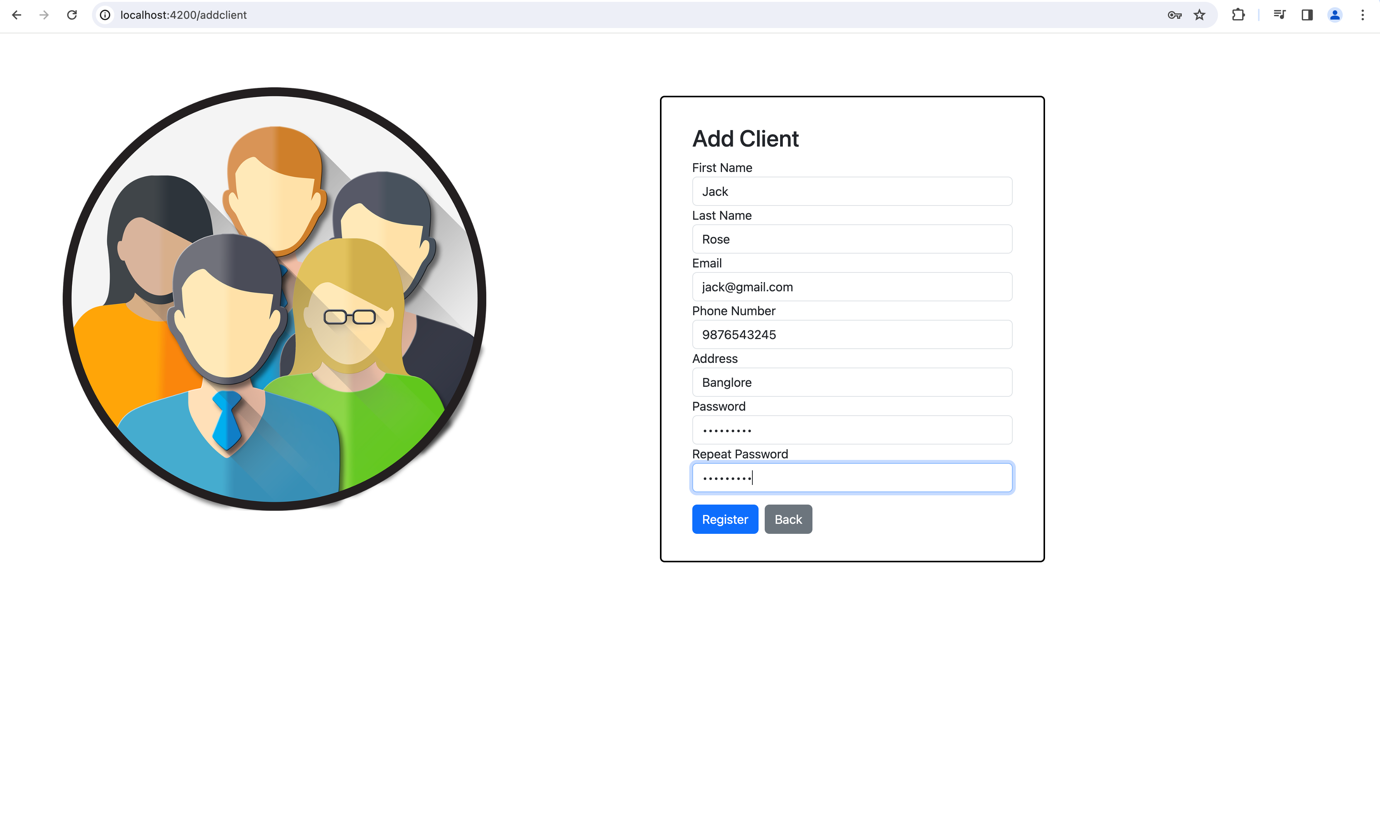 localhost:4200/addclient
Add Client
First Name
Jack
Last Name
Rose
Email
jack@gmail.com
Phone Number
9876543245
Address
Banglore
Password
•••••••••
Repeat Password
•••••••••
Register Back